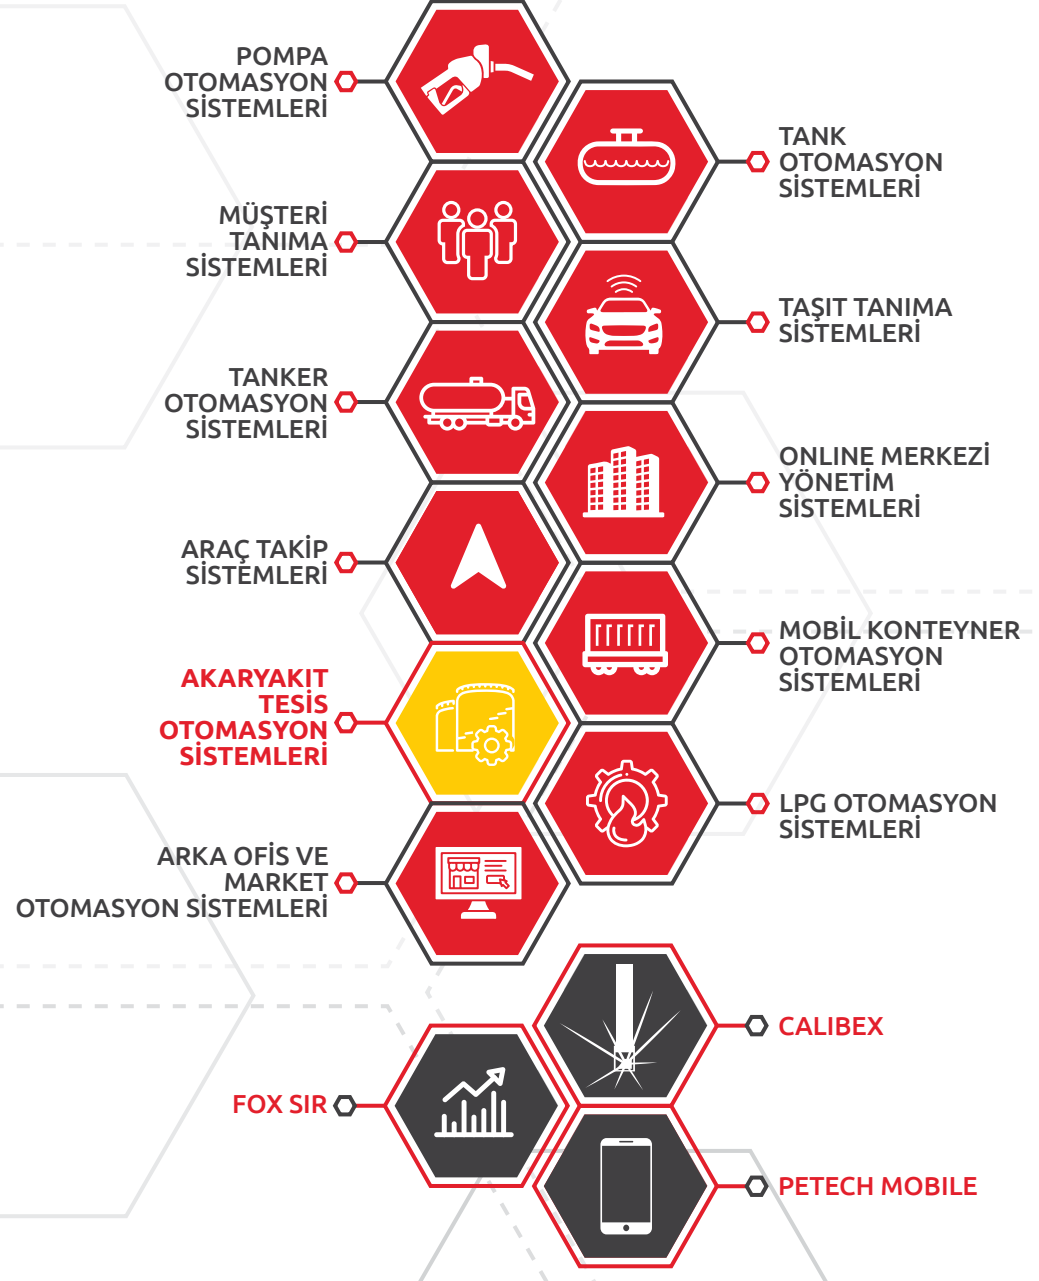 POMPA
OTOMASYON
SİSTEMLERİ
TANK
OTOMASYON
SİSTEMLERİ
MÜŞTERİ
TANIMA
SİSTEMLERİ
TAŞIT TANIMA
SİSTEMLERİ
TANKER
OTOMASYON
SİSTEMLERİ
ONLINE MERKEZİ
YÖNETİM
SİSTEMLERİ
ARAÇ TAKİP
SİSTEMLERİ
MOBİL KONTEYNER
OTOMASYON
SİSTEMLERİ
AKARYAKIT
TESİS
OTOMASYON
SİSTEMLERİ
LPG OTOMASYON
SİSTEMLERİ
ARKA OFİS VE
MARKET
OTOMASYON SİSTEMLERİ
CALIBEX
FOX SIR
PETECH MOBILE